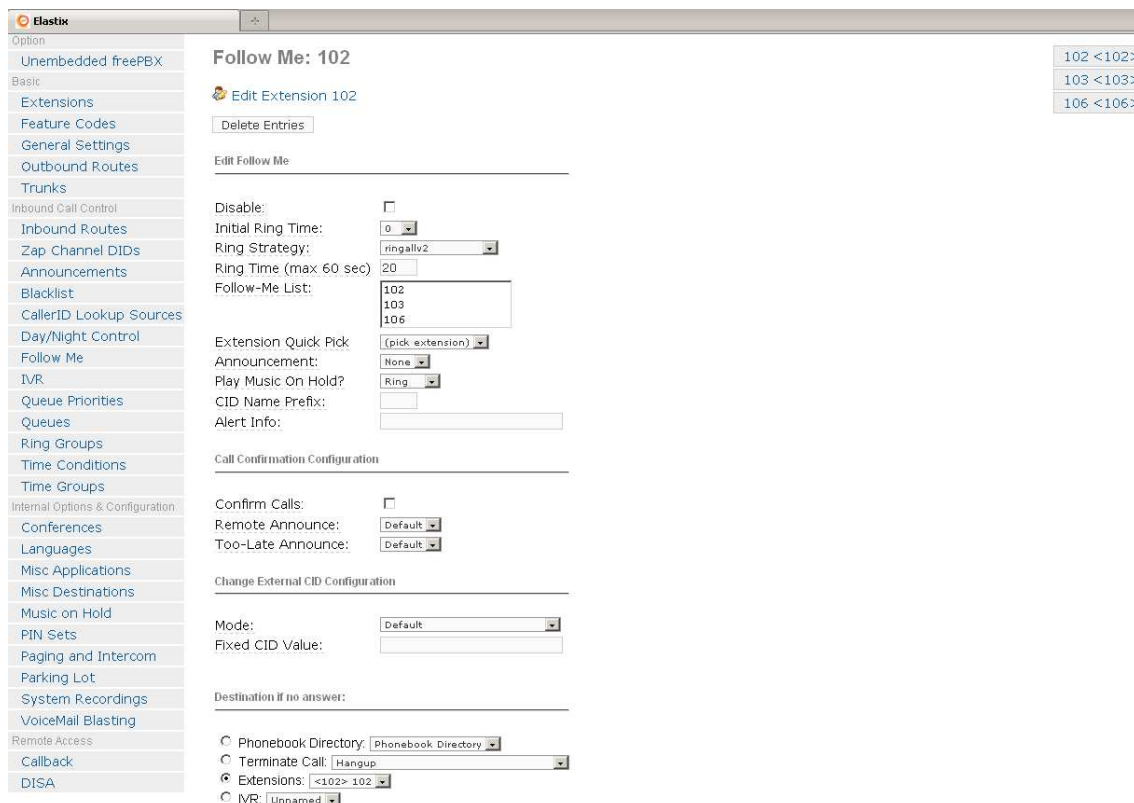 Elastix
Option
Unembedded freePBX
Basic
Extensions
Feature Codes
General Settings
Outbound Routes
Trunks
Inbound Call Control
Inbound Routes
Zap Channel DIDs
Announcements
Blacklist
CallerID Lookup Sources
Day/Night Control
Follow Me
IVR
Queue Priorities
Queues
Ring Groups
Time Conditions
Time Groups
Internal Options & Configuration
Conferences
Languages
Misc Applications
Misc Destinations
Music on Hold
PIN Sets
Paging and Intercom
Parking Lot
System Recordings
VoiceMail Blasting
Remote Access
Callback
DISA
Follow Me: 102
Edit Extension 102
Delete Entries
Edit Follow Me
Disable:
Initial Ring Time: 0
Ring Strategy: ringallv2
Ring Time (max 60 sec) 20
Follow-Me List: 102
103
106
Extension Quick Pick (pick extension)
Announcement: None
Play Music On Hold? Ring
CID Name Prefix:
Alert Info:
Call Confirmation Configuration
Confirm Calls:
Remote Announce: Default
Too-Late Announce: Default
Change External CID Configuration
Mode: Default
Fixed CID Value:
Destination if no answer:
Phonebook Directory: Phonebook Directory
Terminate Call: Hangup
Extensions: <102> 102
IVR: Unnamed
102 <102>
103 <103>
106 <106>